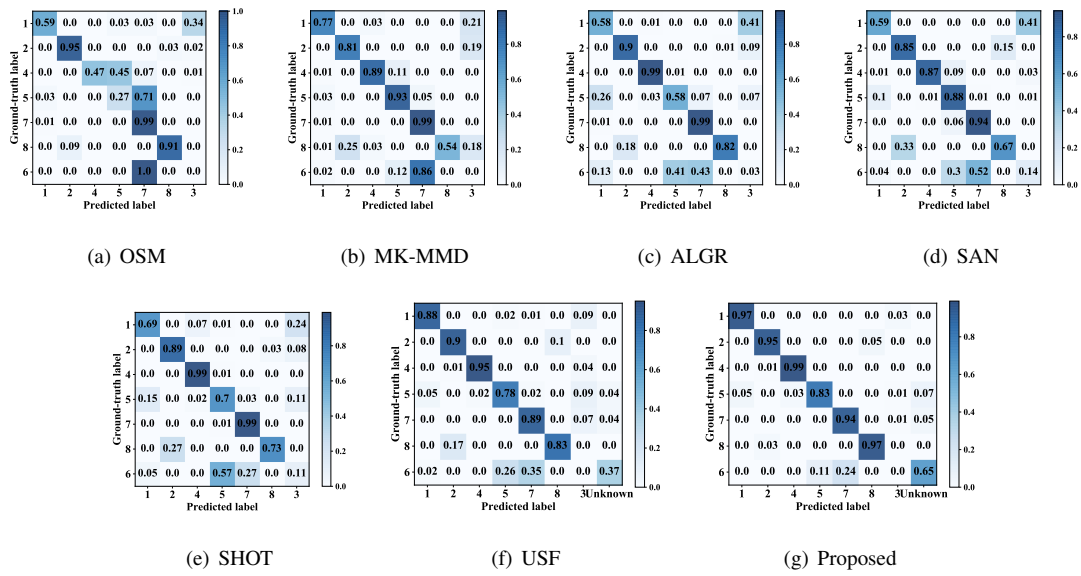 Ground-truth label
1 0.59 0.0 0.0 0.03 0.03 0.0 0.34
2 0.0 0.95 0.0 0.0 0.0 0.03 0.02
4 0.0 0.0 0.47 0.45 0.07 0.0 0.01
5 0.03 0.0 0.0 0.27 0.71 0.0 0.0
7 0.01 0.0 0.0 0.0 0.99 0.0 0.0
8 0.0 0.09 0.0 0.0 0.0 0.91 0.0
6 0.0 0.0 0.0 0.0 1.0 0.0 0.0
1 2 4 5 7 8 3
Predicted label
1.0
0.8
0.6
0.4
0.2
0.0
(a) OSM
Ground-truth label
1 0.77 0.0 0.03 0.0 0.0 0.0 0.21
2 0.0 0.81 0.0 0.0 0.0 0.0 0.19
4 0.01 0.0 0.89 0.11 0.0 0.0 0.0
5 0.03 0.0 0.0 0.93 0.05 0.0 0.0
7 0.01 0.0 0.0 0.0 0.99 0.0 0.0
8 0.01 0.25 0.03 0.0 0.0 0.54 0.18
6 0.02 0.0 0.0 0.12 0.86 0.0 0.0
1 2 4 5 7 8 3
Predicted label
0.8
0.6
0.4
0.2
0.0
(b) MK-MMD
Ground-truth label
1 0.58 0.0 0.01 0.0 0.0 0.0 0.41
2 0.0 0.9 0.0 0.0 0.0 0.01 0.09
4 0.01 0.0 0.99 0.01 0.0 0.0 0.0
5 0.26 0.0 0.03 0.58 0.07 0.0 0.07
7 0.01 0.0 0.0 0.0 0.99 0.0 0.0
8 0.0 0.18 0.0 0.0 0.0 0.82 0.0
6 0.13 0.0 0.0 0.41 0.43 0.0 0.03
1 2 4 5 7 8 3
Predicted label
0.8
0.6
0.4
0.2
0.0
(c) ALGR
Ground-truth label
1 0.59 0.0 0.0 0.0 0.0 0.0 0.41
2 0.0 0.85 0.0 0.0 0.0 0.15 0.0
4 0.0 0.0 0.87 0.09 0.0 0.0 0.03
5 0.1 0.0 0.01 0.88 0.01 0.0 0.01
7 0.0 0.0 0.0 0.06 0.94 0.0 0.0
8 0.0 0.33 0.0 0.0 0.0 0.67 0.0
6 0.04 0.0 0.0 0.3 0.52 0.0 0.14
1 2 4 5 7 8 3
Predicted label
0.8
0.6
0.4
0.2
0.0
(d) SAN
Ground-truth label
1 0.69 0.0 0.07 0.01 0.0 0.0 0.24
2 0.0 0.89 0.0 0.0 0.0 0.03 0.08
4 0.0 0.0 0.99 0.01 0.0 0.0 0.0
5 0.15 0.0 0.02 0.7 0.03 0.0 0.11
7 0.0 0.0 0.0 0.01 0.99 0.0 0.0
8 0.0 0.27 0.0 0.0 0.0 0.73 0.0
6 0.05 0.0 0.0 0.57 0.27 0.0 0.11
1 2 4 5 7 8 3
Predicted label
0.8
0.6
0.4
0.2
0.0
(e) SHOT
Ground-truth label
1 0.88 0.0 0.0 0.02 0.01 0.0 0.09 0.0
2 0.0 0.9 0.0 0.0 0.0 0.1 0.0 0.0
4 0.01 0.0 0.95 0.0 0.0 0.0 0.04 0.0
5 0.05 0.0 0.02 0.78 0.02 0.0 0.09 0.04
7 0.0 0.0 0.0 0.0 0.89 0.0 0.07 0.04
8 0.0 0.17 0.0 0.0 0.0 0.83 0.0 0.0
6 0.02 0.0 0.0 0.26 0.35 0.0 0.0 0.37
1 2 4 5 7 8 3Unknown
Predicted label
0.8
0.6
0.4
0.2
0.0
(f) USF
Ground-truth label
1 0.97 0.0 0.0 0.0 0.0 0.0 0.03 0.0
2 0.0 0.95 0.0 0.0 0.0 0.05 0.0 0.0
4 0.01 0.0 0.99 0.0 0.0 0.0 0.0 0.0
5 0.05 0.0 0.03 0.83 0.0 0.0 0.01 0.07
7 0.0 0.0 0.0 0.0 0.94 0.0 0.01 0.05
8 0.0 0.03 0.0 0.0 0.0 0.97 0.0 0.0
6 0.0 0.0 0.0 0.11 0.24 0.0 0.0 0.65
1 2 4 5 7 8 3Unknown
Predicted label
0.8
0.6
0.4
0.2
0.0
(g) Proposed